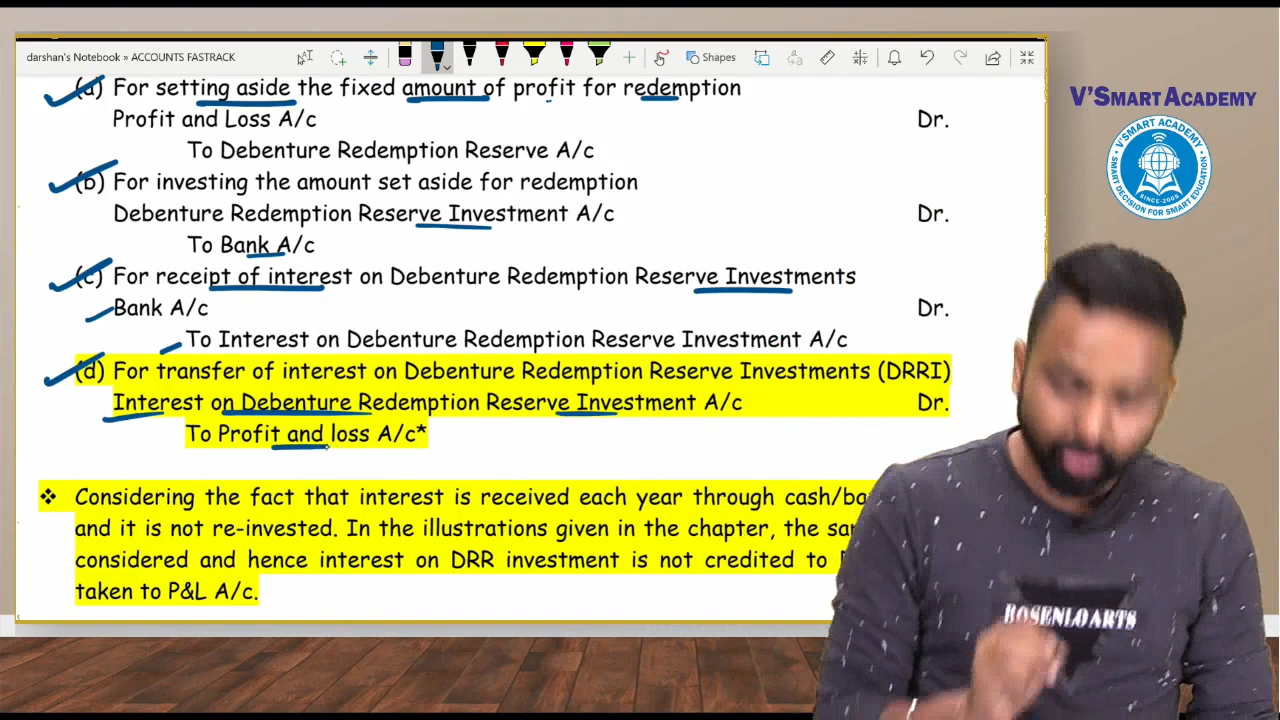 darshan's Notebook » ACCOUNTS FASTRACK
Shapes
(a) For setting aside the fixed amount of profit for redemption
Profit and Loss A/c Dr.
To Debenture Redemption Reserve A/c
(b) For investing the amount set aside for redemption
Debenture Redemption Reserve Investment A/c Dr.
To Bank A/c
(c) For receipt of interest on Debenture Redemption Reserve Investments
Bank A/c Dr.
To Interest on Debenture Redemption Reserve Investment A/c
(d) For transfer of interest on Debenture Redemption Reserve Investments (DRRI)
Interest on Debenture Redemption Reserve Investment A/c Dr.
To Profit and loss A/c*
❖ Considering the fact that interest is received each year through
and it is not re-invested. In the illustrations given in the chapter, the
considered and hence interest on DRR investment is not credited to
taken to P&L A/c.
V'SMART ACADEMY
V'SMART ACADEMY
SINCE-2005
SMART DECISION FOR SMART EDUCATION
ROSENLOARTS